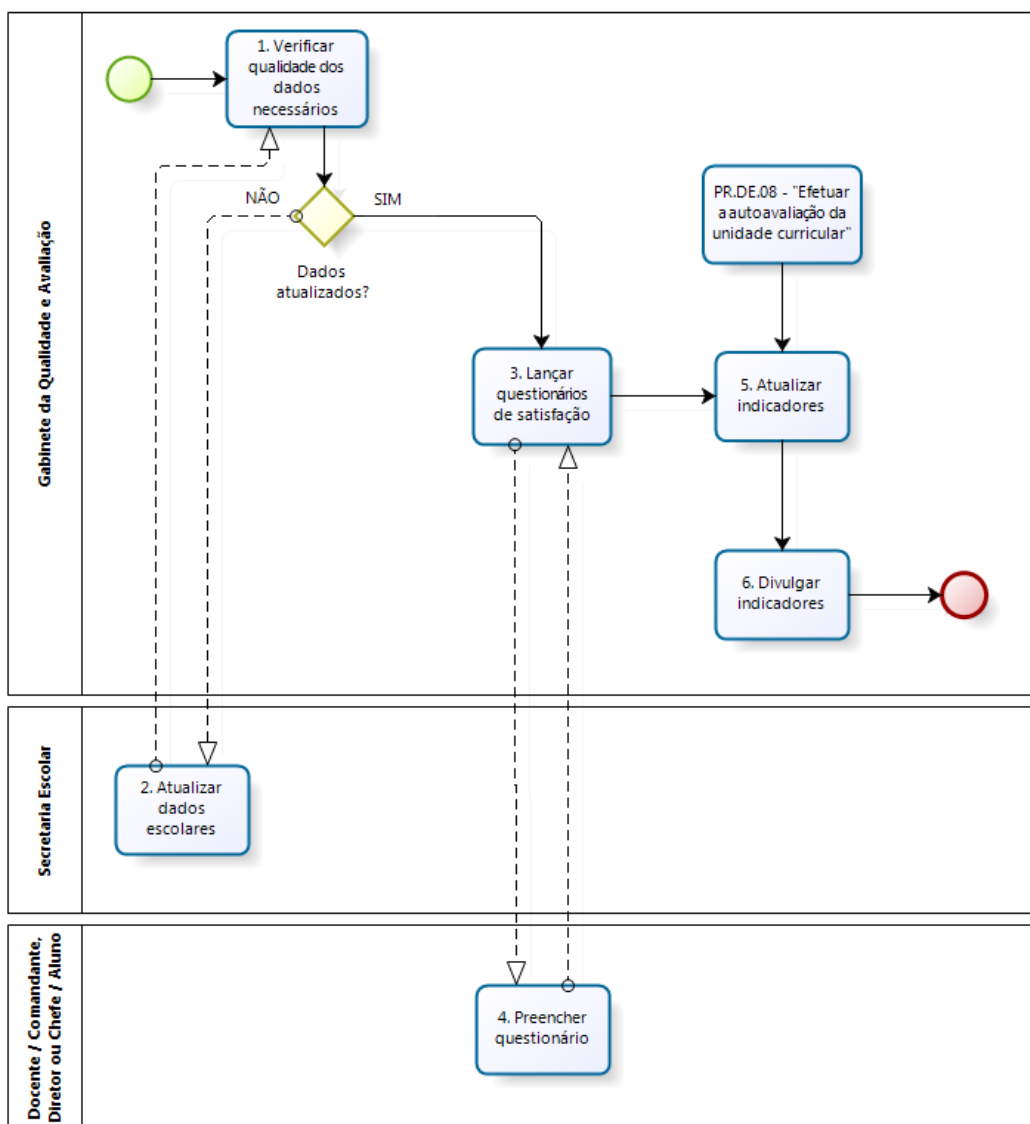 Gabinete da Qualidade e Avaliação
1. Verificar
qualidade dos
dados
necessários
NÃO
SIM
Dados
atualizados?
PR.DE.08 - "Efetuar
a autoavaliação da
unidade curricular"
3. Lançar
questionários
de satisfação
5. Atualizar
indicadores
6. Divulgar
indicadores
Secretaria Escolar
2. Atualizar
dados
escolares
Docente / Comandante,
Diretor ou Chefe / Aluno
4. Preencher
questionário